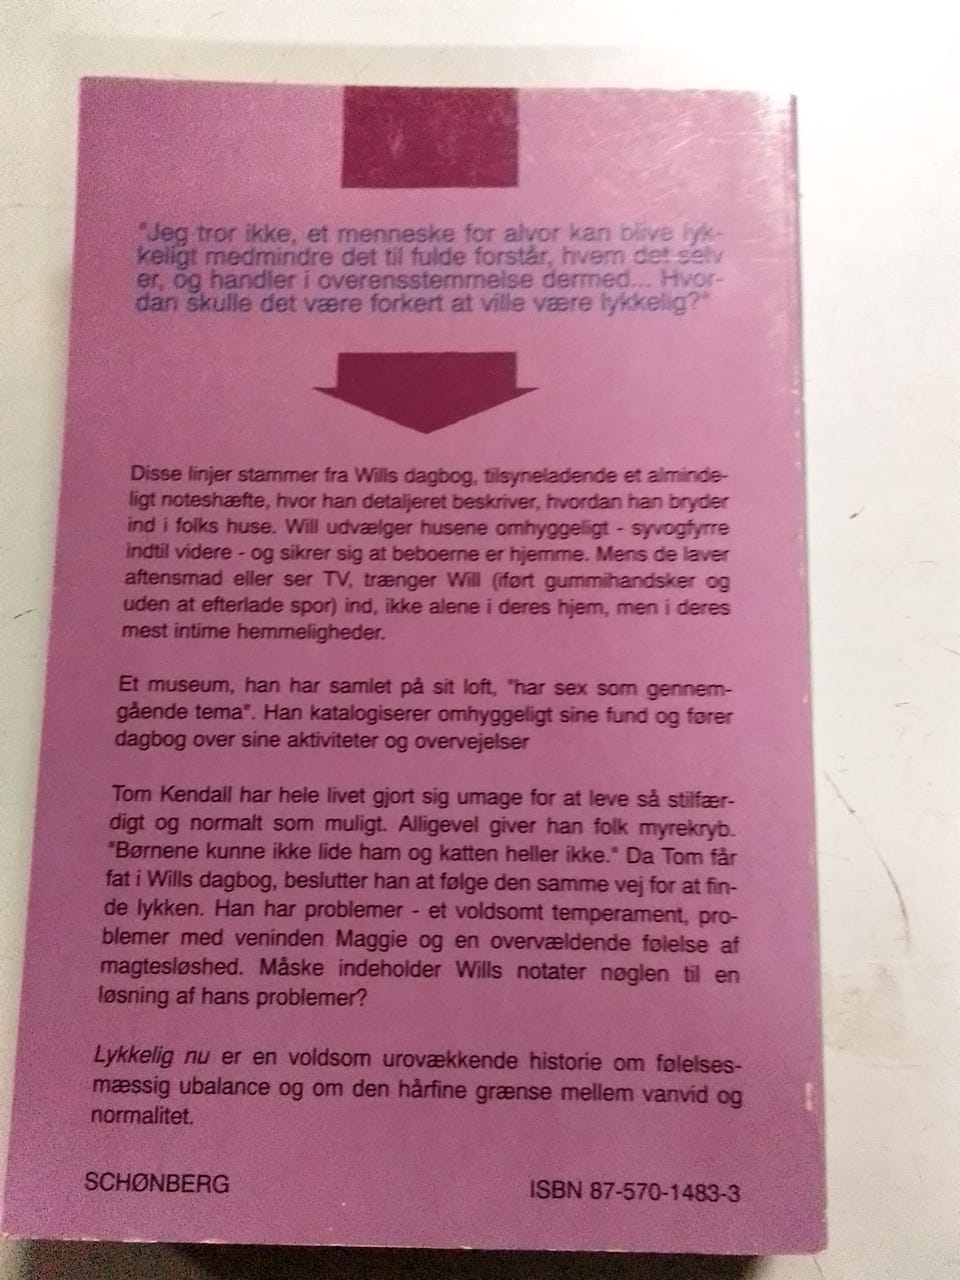 "Jeg tror ikke, et menneske for alvor kan blive lyk-
keligt medmindre det til fulde forstår, hvem det selv
er, og handler i overensstemmelse dermed... Hvor-
dan skulle det være forkert at ville være lykkelig?"
Disse linjer stammer fra Wills dagbog, tilsyneladende et alminde-
ligt noteshæfte, hvor han detaljeret beskriver, hvordan han bryder
ind i folks huse. Will udvælger husene omhyggeligt - syvogfyrre
indtil videre - og sikrer sig at beboerne er hjemme. Mens de laver
aftensmad eller ser TV, trænger Will (iført gummihandsker og
uden at efterlade spor) ind, ikke alene i deres hjem, men i deres
mest intime hemmeligheder.
Et museum, han har samlet på sit loft, "har sex som gennem-
gående tema". Han katalogiserer omhyggeligt sine fund og fører
dagbog over sine aktiviteter og overvejelser
Tom Kendall har hele livet gjort sig umage for at leve så stilfær-
digt og normalt som muligt. Alligevel giver han folk myrekryb.
"Børnene kunne ikke lide ham og katten heller ikke." Da Tom får
fat i Wills dagbog, beslutter han at følge den samme vej for at fin-
de lykken. Han har problemer - et voldsomt temperament, pro-
blemer med veninden Maggie og en overvældende følelse af
magtesløshed. Måske indeholder Wills notater nøglen til en
løsning af hans problemer?
Lykkelig nu er en voldsom urovækkende historie om følelses-
mæssig ubalance og om den hårfine grænse mellem vanvid og
normalitet.
SCHØNBERG
ISBN 87-570-1483-3